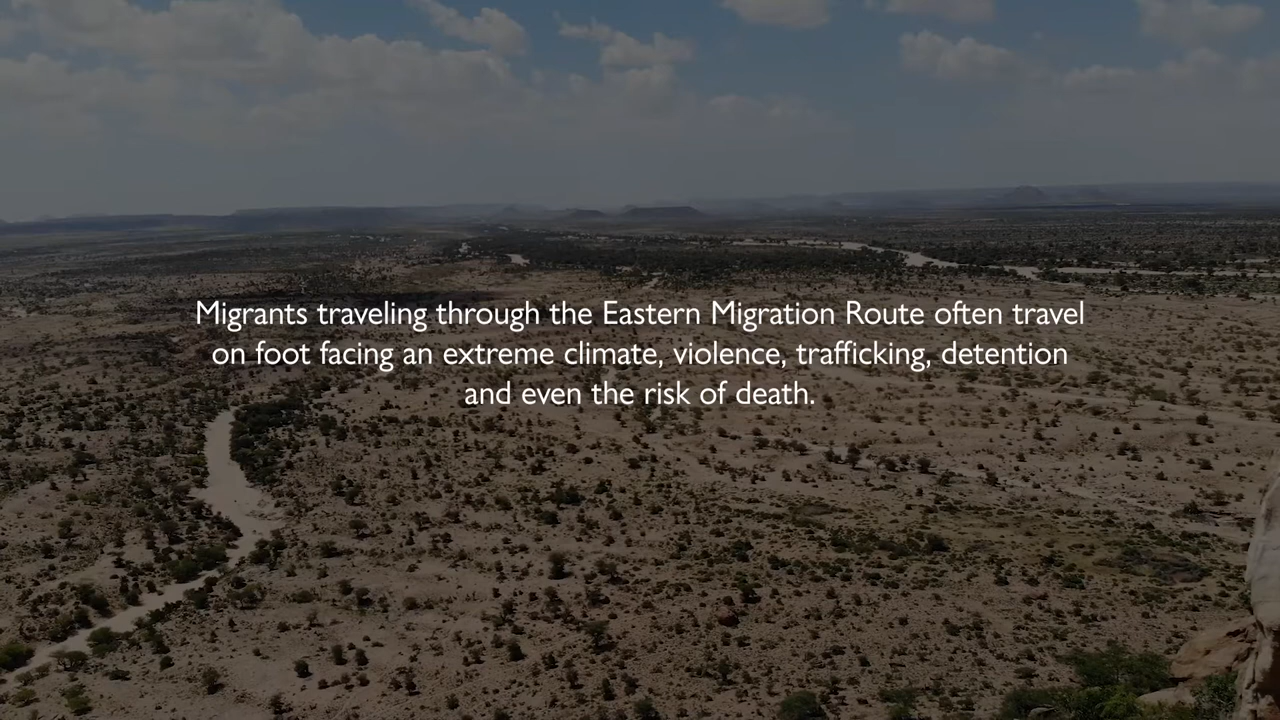 Migrants traveling through the Eastern Migration Route often travel
on foot facing an extreme climate, violence, trafficking, detention
and even the risk of death.